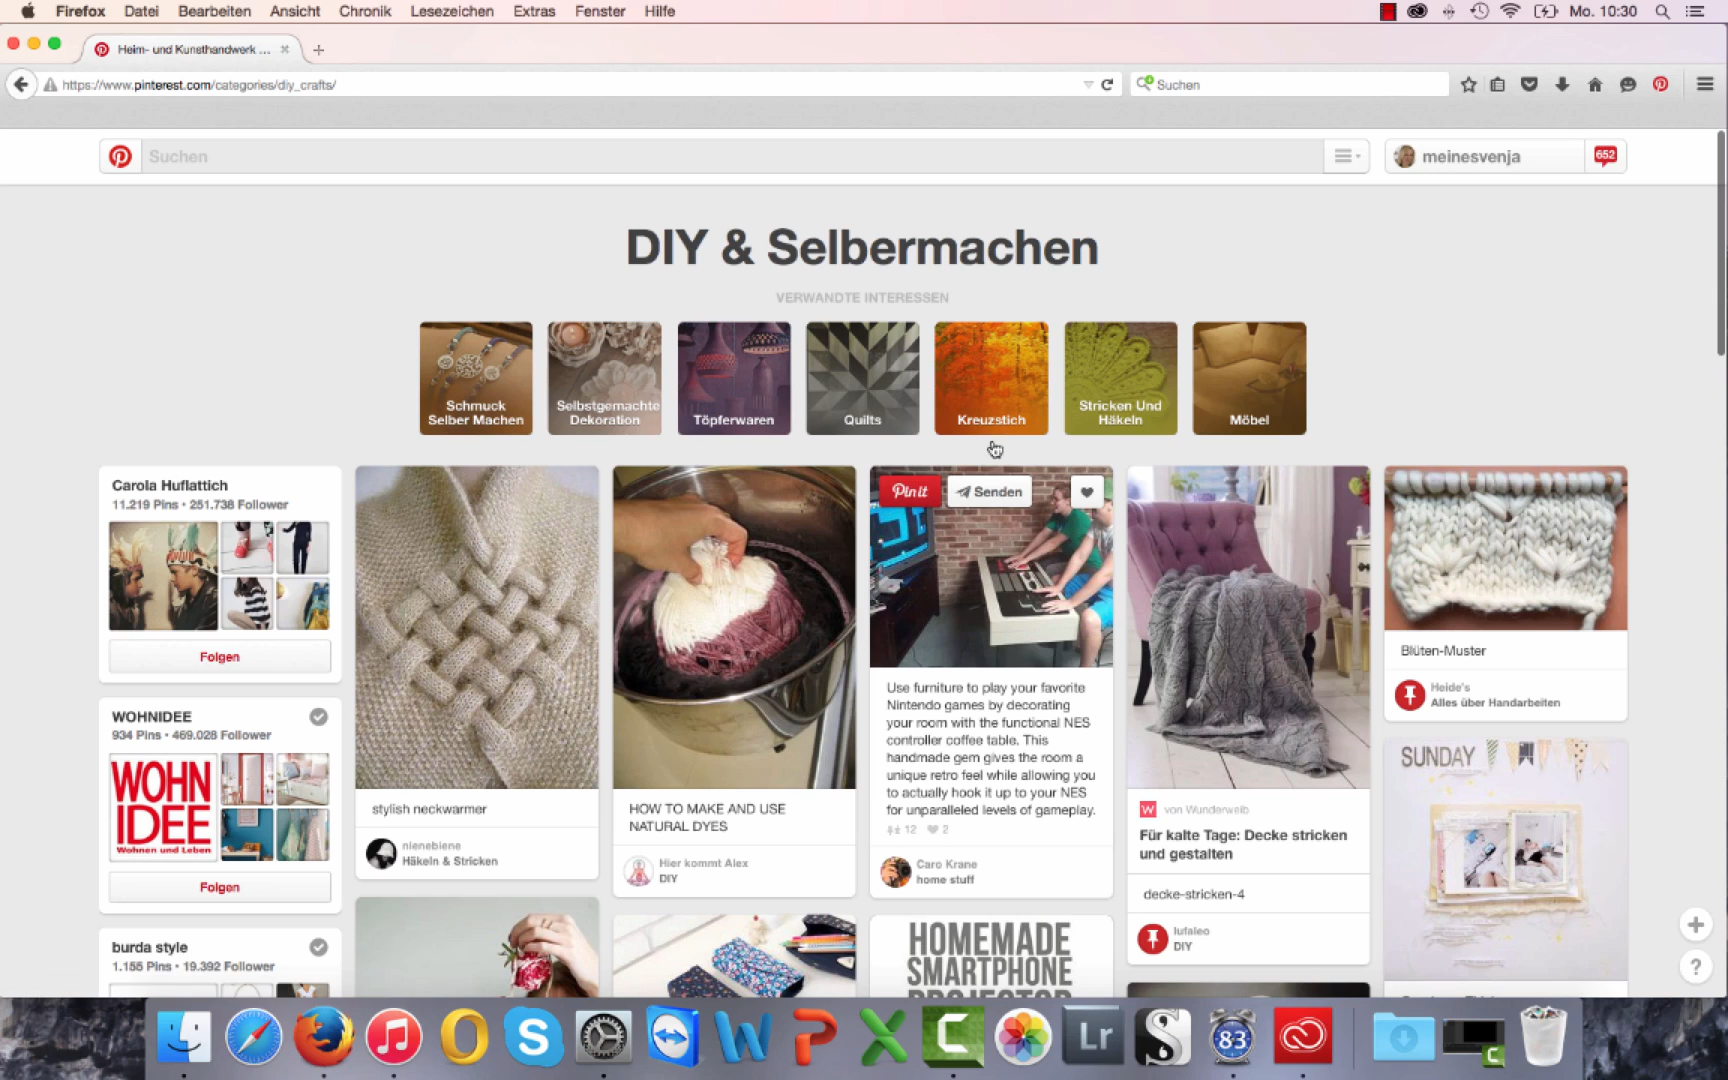 Firefox Datei Bearbeiten Ansicht Chronik Lesezeichen Extras Fenster Hilfe
Mo. 10:30
Heim- und Kunsthandwerk ...
https://www.pinterest.com/categories/diy_crafts/
Suchen
Suchen
meinesvenja
652
DIY & Selbermachen
VERWANDTE INTERESSEN
Schmuck
Selber Machen
Selbstgemachte
Dekoration
Töpferwaren
Quilts
Kreuzstich
Stricken Und
Häkeln
Möbel
Carola Huflattich
11.219 Pins • 251.738 Follower
Folgen
WOHNIDEE
934 Pins • 469.028 Follower
WOHN
IDEE
Wohnen und Leben
Folgen
burda style
1.155 Pins • 19.392 Follower
stylish neckwarmer
nienebiene
Häkeln & Stricken
HOW TO MAKE AND USE
NATURAL DYES
Hier kommt Alex
DIY
Pin it
Senden
Use furniture to play your favorite
Nintendo games by decorating
your room with the functional NES
controller coffee table. This
handmade gem gives the room a
unique retro feel while allowing you
to actually hook it up to your NES
for unparalleled levels of gameplay.
12 2
Caro Krane
home stuff
HOMEMADE
SMARTPHONE
PROJECTOR
von Wunderweib
Für kalte Tage: Decke stricken
und gestalten
decke-stricken-4
lufaleo
DIY
Blüten-Muster
Heide's
Alles über Handarbeiten
SUNDAY
Lr
83